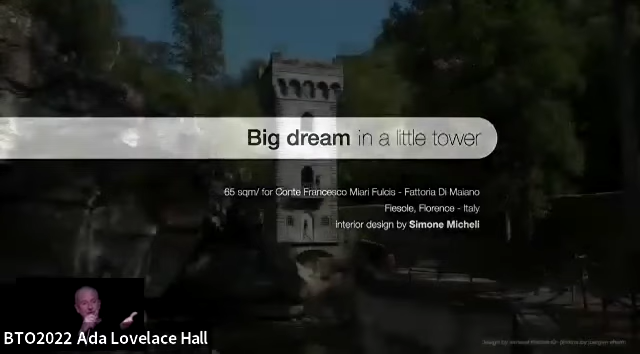 Big dream in a little tower
65 sqm/ for Conte Francesco Miari Fulcis - Fattoria Di Maiano
Fiesole, Florence - Italy
interior design by Simone Micheli
BTO2022 Ada Lovelace Hall